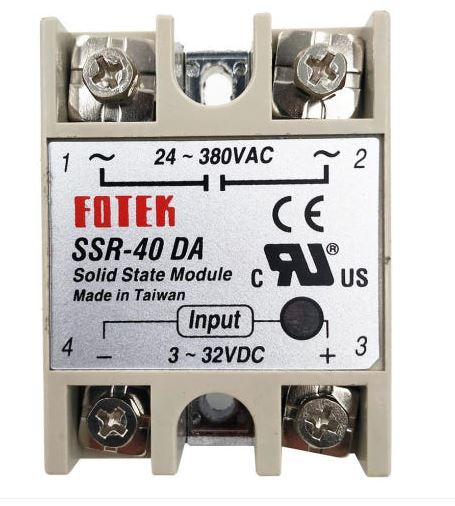 1 ~ 24 ~ 380VAC ~ 2
FOTEK
CE
SSR-40 DA
Solid State Module
Made in Taiwan
C RU® US
Input
4 − 3 ~ 32VDC + 3